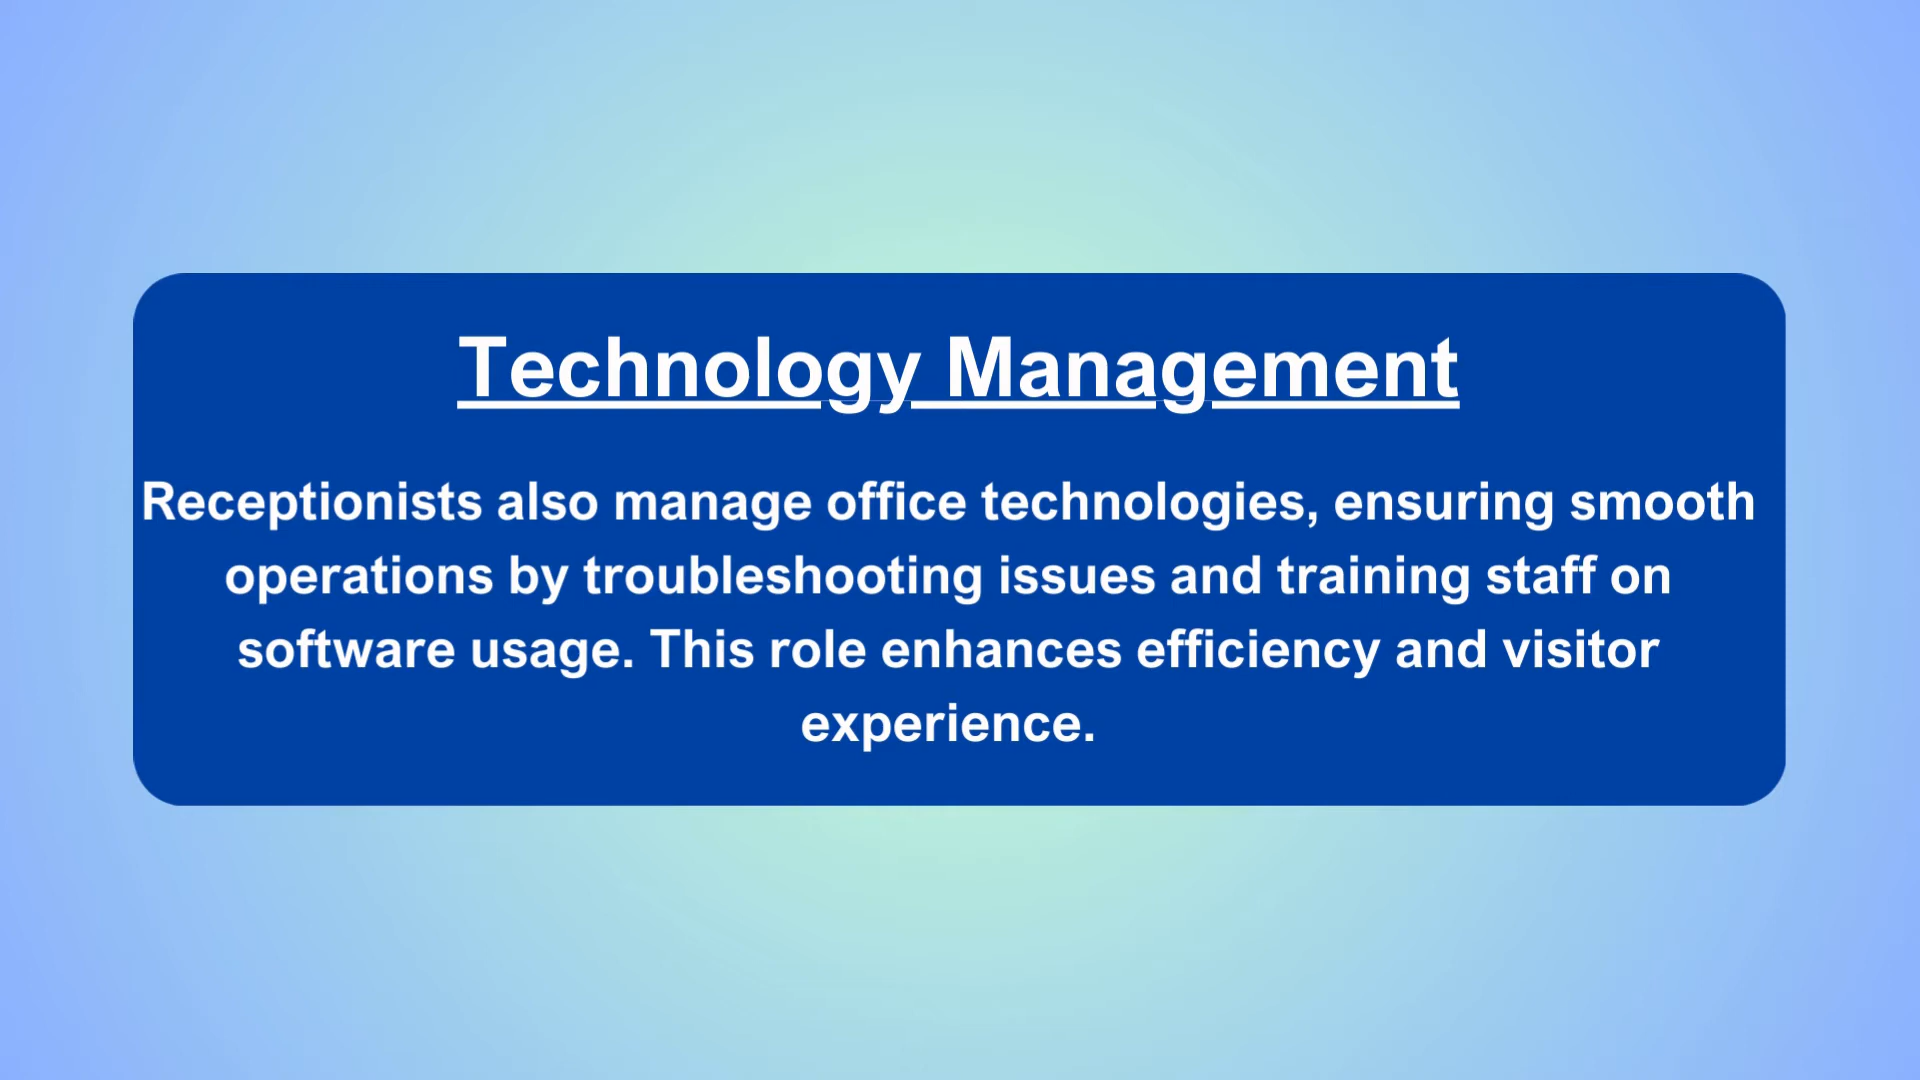 Technology Management
Receptionists also manage office technologies, ensuring smooth
operations by troubleshooting issues and training staff on
software usage. This role enhances efficiency and visitor
experience.